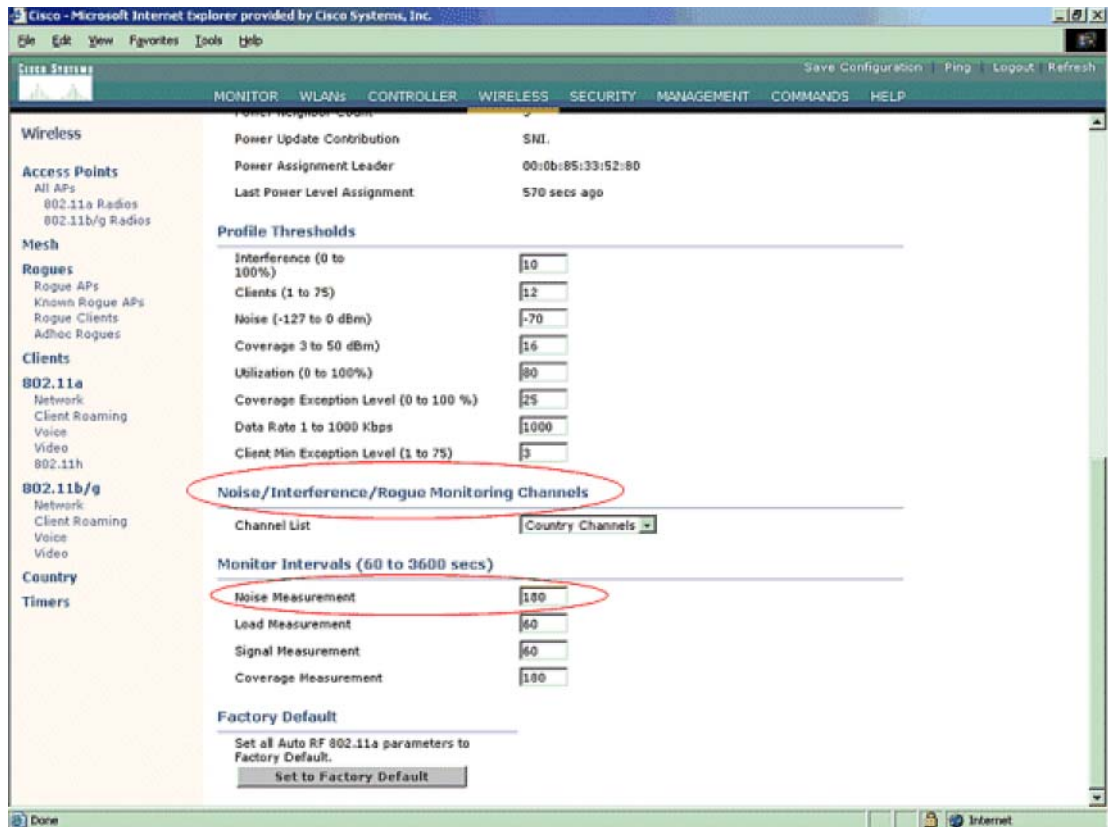 Cisco - Microsoft Internet Explorer provided by Cisco Systems, Inc.
File Edit View Favorites Tools Help
Cisco Systems
Save Configuration | Ping | Logout | Refresh
MONITOR WLANs CONTROLLER WIRELESS SECURITY MANAGEMENT COMMANDS HELP
Wireless
Access Points
All APs
802.11a Radios
802.11b/g Radios
Mesh
Rogues
Rogue APs
Known Rogue APs
Rogue Clients
Adhoc Rogues
Clients
802.11a
Network
Client Roaming
Voice
Video
802.11h
802.11b/g
Network
Client Roaming
Voice
Video
Country
Timers
Power Neighbor Count
Power Update Contribution SNI.
Power Assignment Leader 00:0b:85:33:52:80
Last Power Level Assignment 570 secs ago
Profile Thresholds
Interference (0 to
100%) 10
Clients (1 to 75) 12
Noise (-127 to 0 dBm) -70
Coverage 3 to 50 dBm) 16
Utilization (0 to 100%) 80
Coverage Exception Level (0 to 100 %) 25
Data Rate 1 to 1000 Kbps 1000
Client Min Exception Level (1 to 75) 3
Noise/Interference/Rogue Monitoring Channels
Channel List Country Channels
Monitor Intervals (60 to 3600 secs)
Noise Measurement 180
Load Measurement 60
Signal Measurement 60
Coverage Measurement 180
Factory Default
Set all Auto RF 802.11a parameters to
Factory Default.
Set to Factory Default
Done
Internet